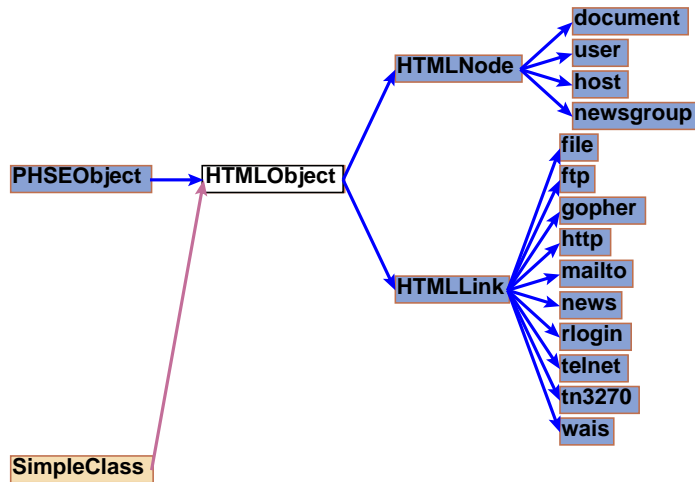 document
user
HTMLNode
host
newsgroup
file
PHSEObject
HTMLObject
ftp
gopher
http
mailto
HTMLLink
news
rlogin
telnet
tn3270
wais
SimpleClass